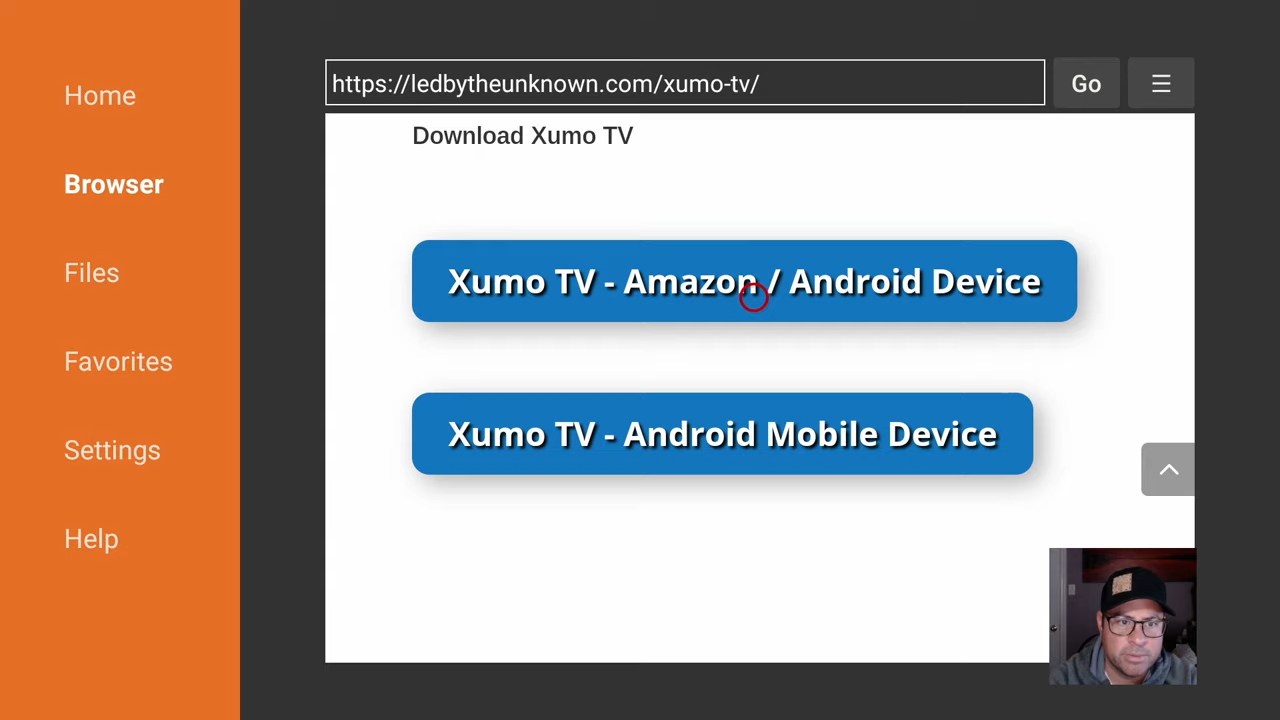 Home
Browser
Files
Favorites
Settings
Help
https://ledbytheunknown.com/xumo-tv/
Go
Download Xumo TV
Xumo TV - Amazon / Android Device
Xumo TV - Android Mobile Device